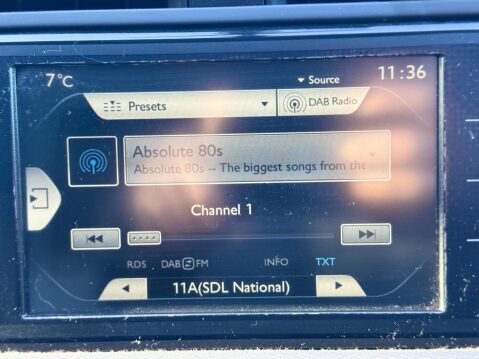 7°C
Source
11:36
Presets
DAB Radio
Absolute 80s
Absolute 80s -- The biggest songs from the
Channel 1
RDS DAB FM INFO TXT
11A(SDL National)